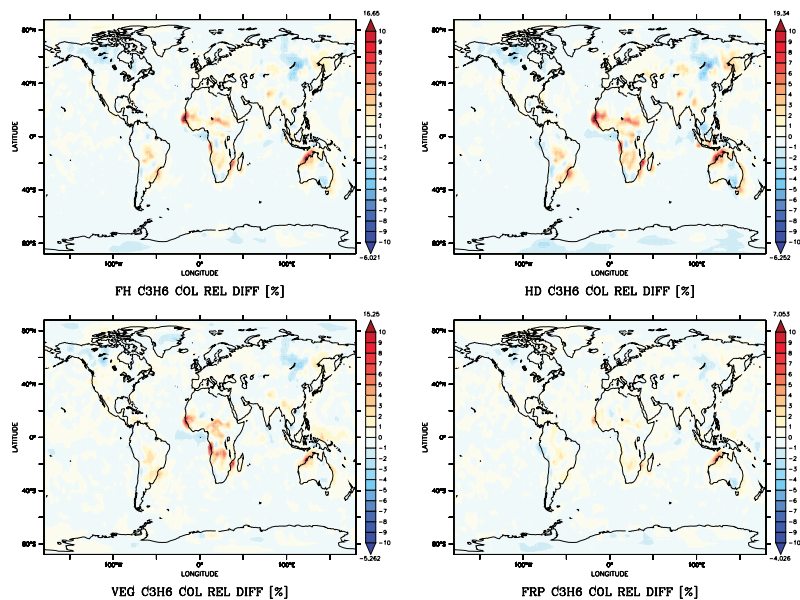 16.65
80°N
40°N
0°
40°S
80°S
LATITUDE
10
9
8
7
6
5
4
3
2
1
0
-1
-2
-3
-4
-5
-6
-7
-8
-9
-10
-6.021
100°W
0°
100°E
LONGITUDE
FH C3H6 COL REL DIFF [%]
19.34
80°N
40°N
0°
40°S
80°S
LATITUDE
10
9
8
7
6
5
4
3
2
1
0
-1
-2
-3
-4
-5
-6
-7
-8
-9
-10
-6.252
100°W
0°
100°E
LONGITUDE
HD C3H6 COL REL DIFF [%]
15.25
80°N
40°N
0°
40°S
80°S
LATITUDE
10
9
8
7
6
5
4
3
2
1
0
-1
-2
-3
-4
-5
-6
-7
-8
-9
-10
-5.262
100°W
0°
100°E
LONGITUDE
VEG C3H6 COL REL DIFF [%]
7.053
80°N
40°N
0°
40°S
80°S
LATITUDE
10
9
8
7
6
5
4
3
2
1
0
-1
-2
-3
-4
-5
-6
-7
-8
-9
-10
-4.026
100°W
0°
100°E
LONGITUDE
FRP C3H6 COL REL DIFF [%]